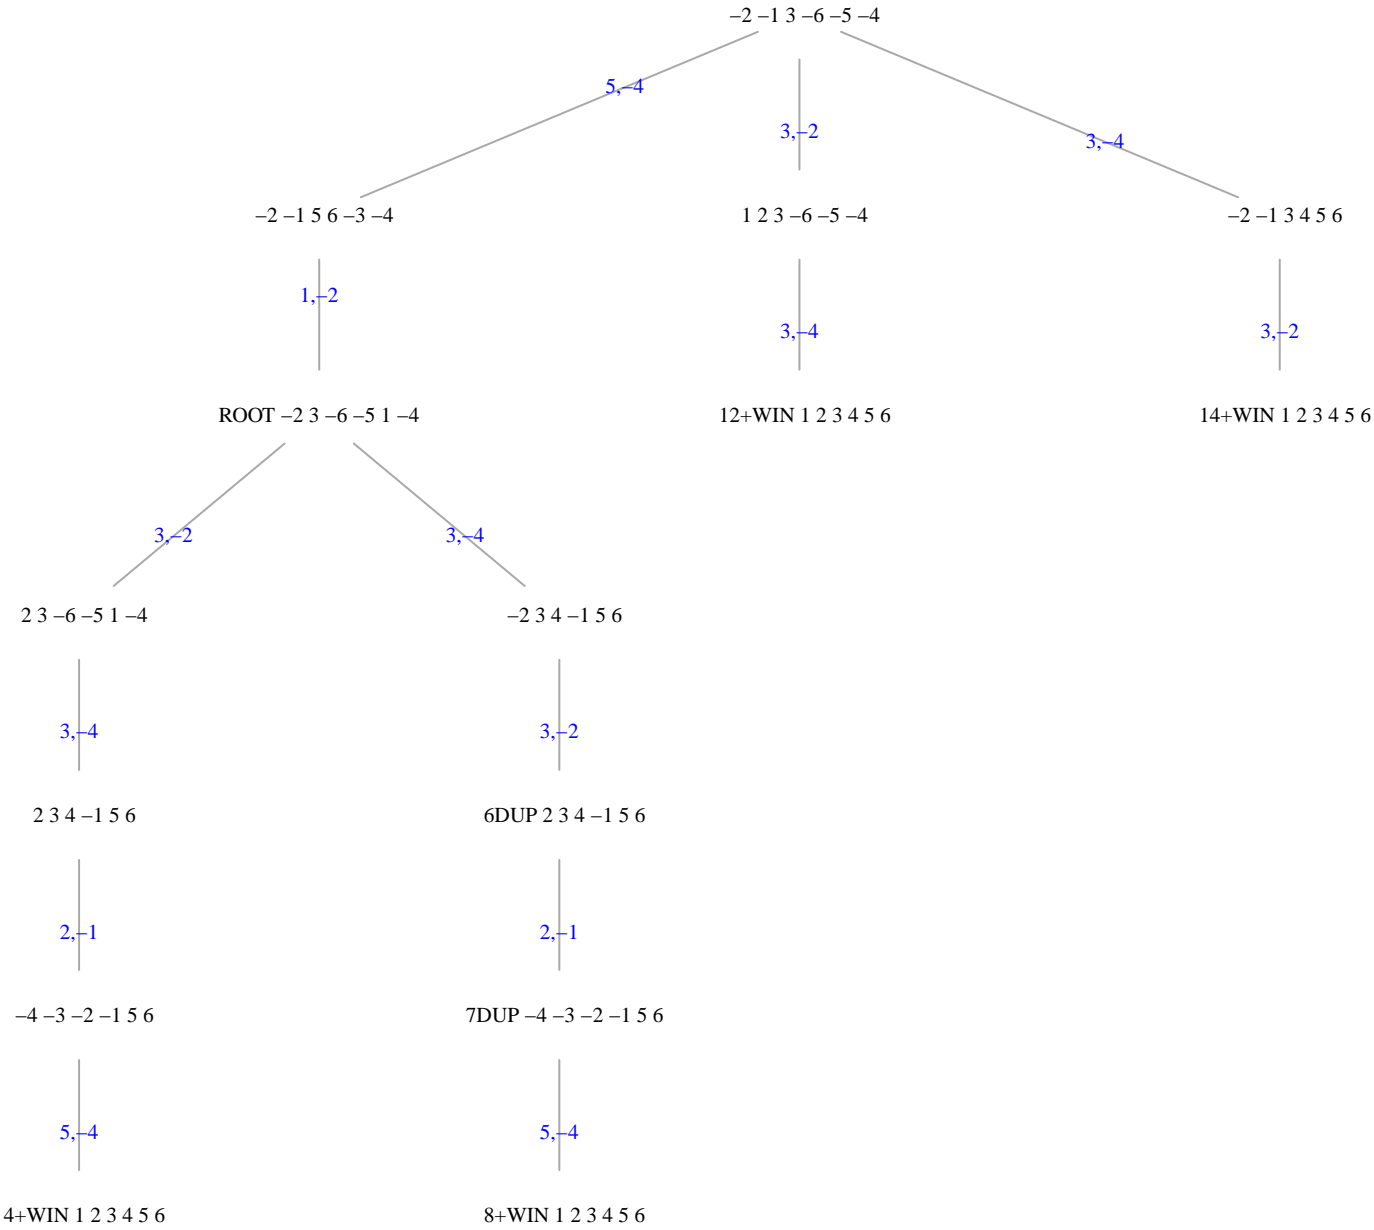 –2 –1 3 –6 –5 –4
5,–4
3,–2
3,–4
–2 –1 5 6 –3 –4
1 2 3 –6 –5 –4
–2 –1 3 4 5 6
1,–2
3,–4
3,–2
ROOT –2 3 –6 –5 1 –4
12+WIN 1 2 3 4 5 6
14+WIN 1 2 3 4 5 6
3,–2
3,–4
2 3 –6 –5 1 –4
–2 3 4 –1 5 6
3,–4
3,–2
2 3 4 –1 5 6
6DUP 2 3 4 –1 5 6
2,–1
2,–1
–4 –3 –2 –1 5 6
7DUP –4 –3 –2 –1 5 6
5,–4
5,–4
4+WIN 1 2 3 4 5 6
8+WIN 1 2 3 4 5 6